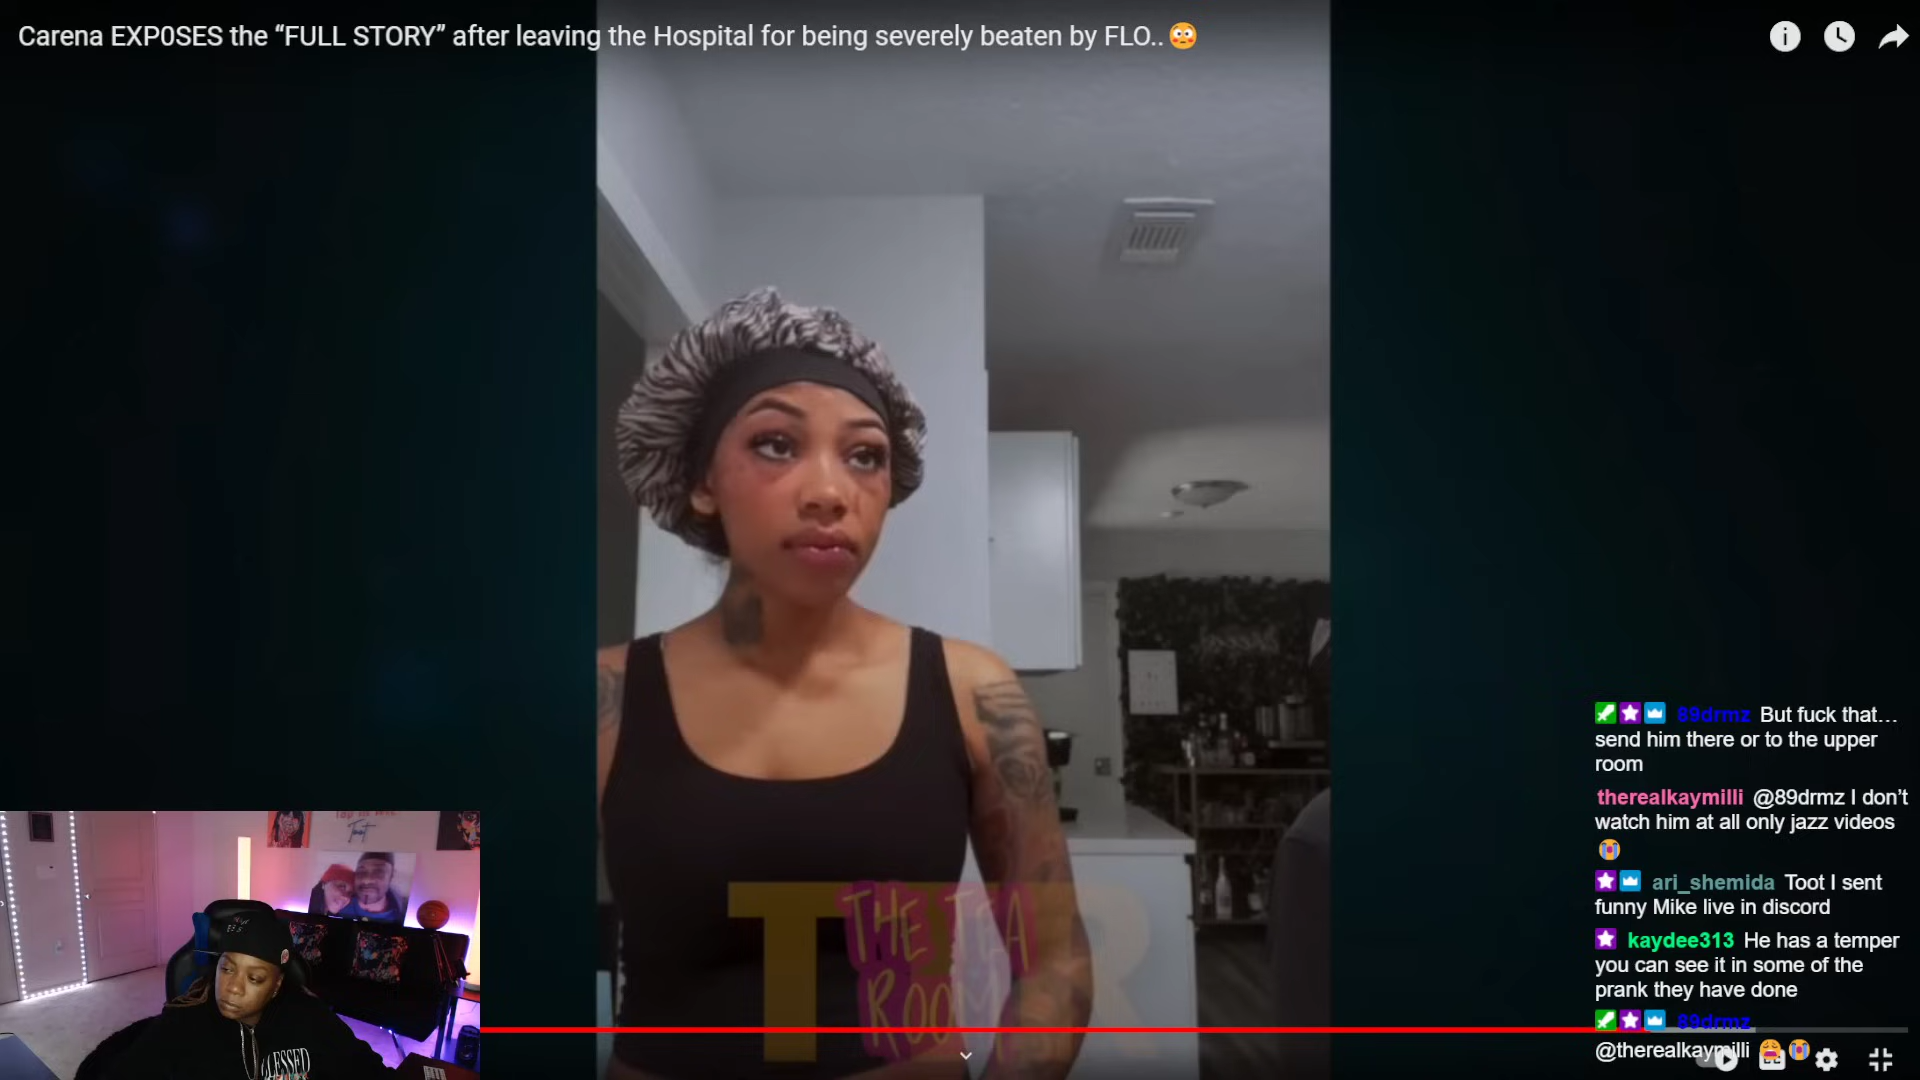 Carena EXP0SES the “FULL STORY” after leaving the Hospital for being severely beaten by FLO..😳
89drmz But fuck that…
send him there or to the upper
room
therealkaymilli @89drmz I don’t
watch him at all only jazz videos
😭
ari_shemida Toot I sent
funny Mike live in discord
kaydee313 He has a temper
you can see it in some of the
prank they have done
89drmz
@therealkaymilli 😩😭
THE TEA
ROOM